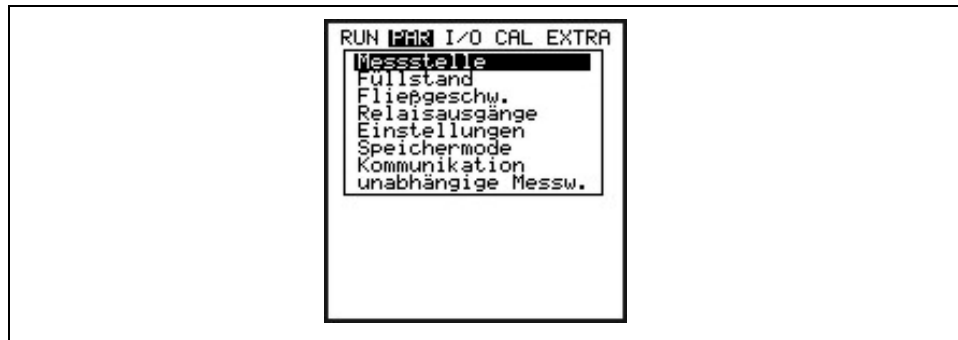 RUN PAR I/O CAL EXTRA
Messstelle
Füllstand
Fließgeschw.
Relaisausgänge
Einstellungen
Speichermode
Kommunikation
unabhängige Messw.